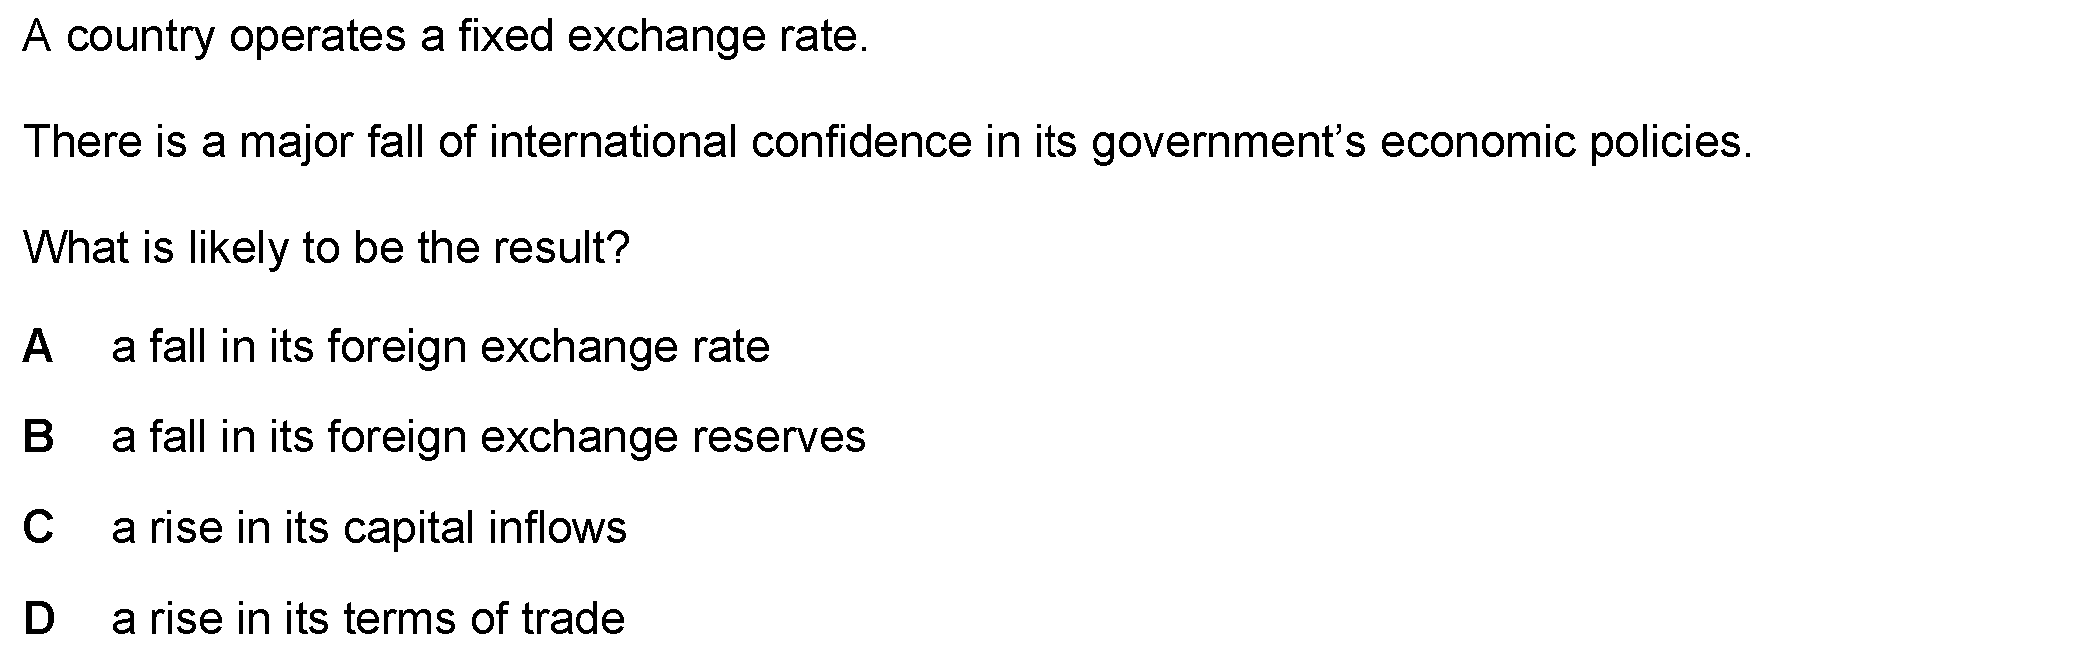 A country operates a fixed exchange rate.
There is a major fall of international confidence in its government’s economic policies.
What is likely to be the result?
A a fall in its foreign exchange rate
B a fall in its foreign exchange reserves
C a rise in its capital inflows
D a rise in its terms of trade